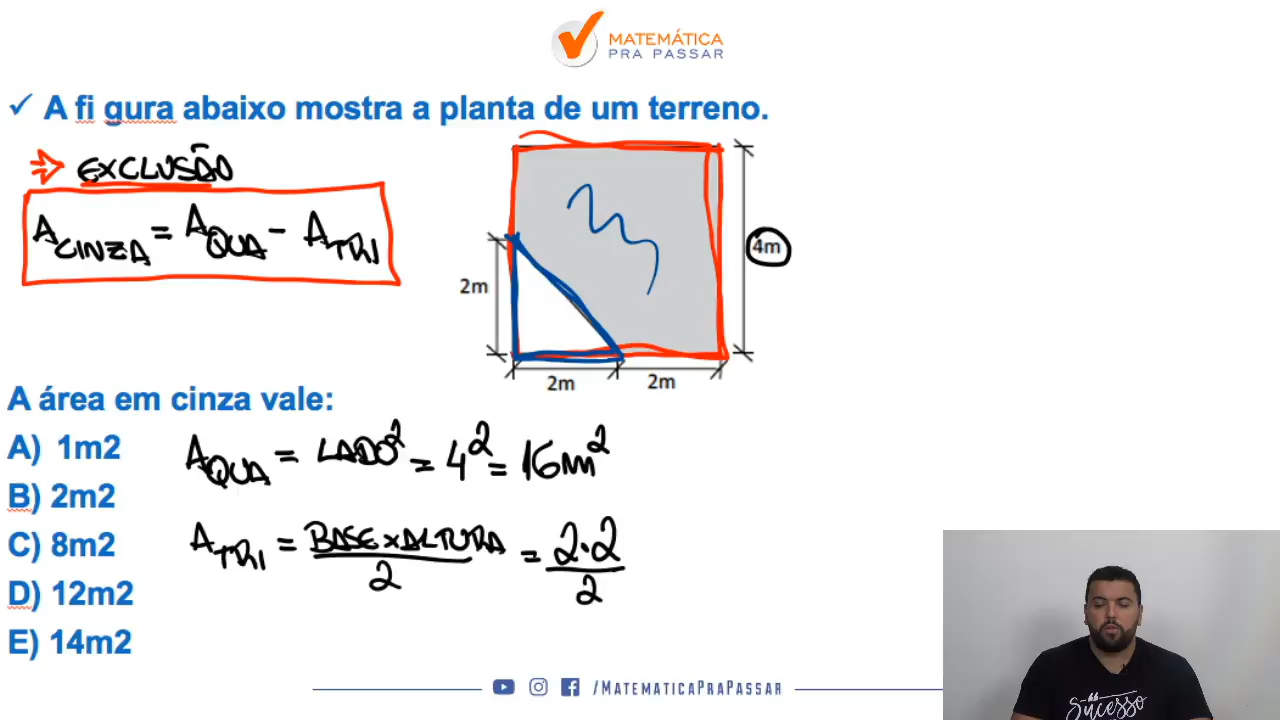 MATEMÁTICA
PRA PASSAR
✓ A fi gura abaixo mostra a planta de um terreno.
⇒ EXCLUSÃO
A CINZA = A QUA - A TRI
4m
2m
2m
2m
A área em cinza vale:
A) 1m2
B) 2m2
C) 8m2
D) 12m2
E) 14m2
A QUA = LADO² = 4² = 16m²
A TRI = BASE x ALTURA / 2 = 2·2 / 2
/MATEMATICAPRAPASSAR
Sucesso